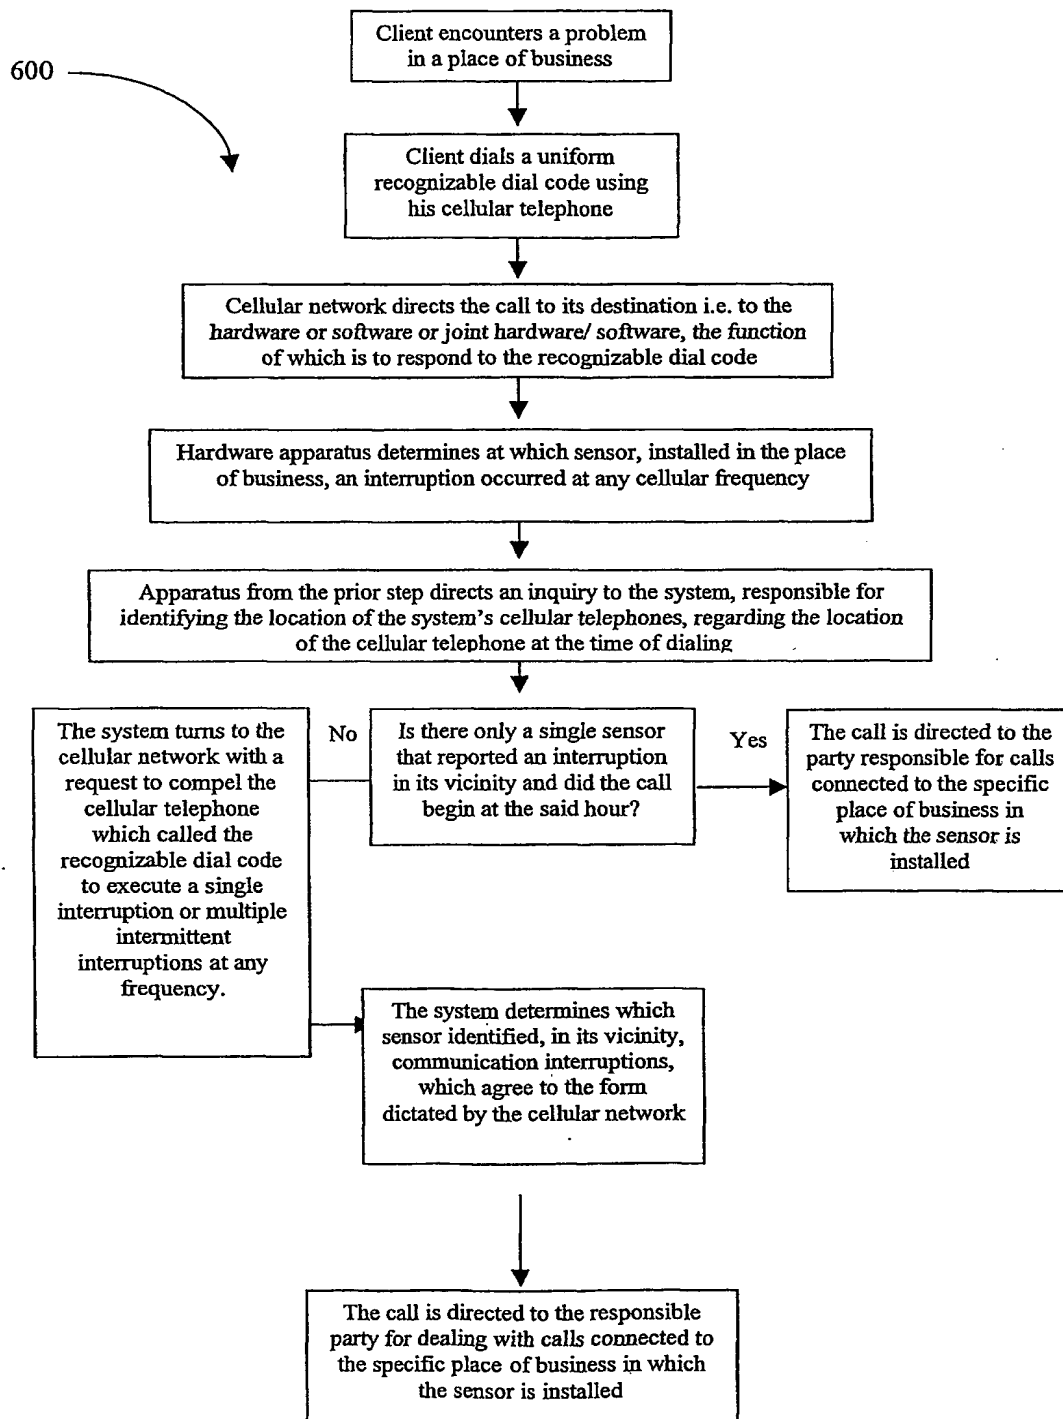 Client encounters a problem
in a place of business
600
Client dials a uniform
recognizable dial code using
his cellular telephone
Cellular network directs the call to its destination i.e. to the
hardware or software or joint hardware/ software, the function
of which is to respond to the recognizable dial code
Hardware apparatus determines at which sensor, installed in the place
of business, an interruption occurred at any cellular frequency
Apparatus from the prior step directs an inquiry to the system, responsible for
identifying the location of the system's cellular telephones, regarding the location
of the cellular telephone at the time of dialing
The system turns to the
cellular network with a
request to compel the
cellular telephone
which called the
recognizable dial code
to execute a single
interruption or multiple
intermittent
interruptions at any
frequency.
No
Is there only a single sensor
that reported an interruption
in its vicinity and did the call
begin at the said hour?
Yes
The call is directed to the
party responsible for calls
connected to the specific
place of business in
which the sensor is
installed
The system determines which
sensor identified, in its vicinity,
communication interruptions,
which agree to the form
dictated by the cellular network
The call is directed to the responsible
party for dealing with calls connected to
the specific place of business in which
the sensor is installed